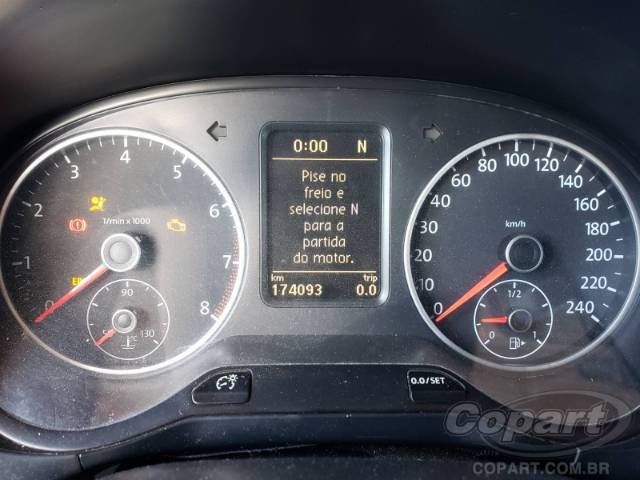 0:00 N
Pise no
freio e
selecione N
para a
partida
do motor.
km trip
174093 0.0
0 1 2 3 4 5 6 7 8
1/min x 1000
EPC
50 90 130
°C
0 20 40 60 80 100 120 140 160 180 200 220 240
km/h
0 1/2 1
0.0/SET
Copart
COPART.COM.BR